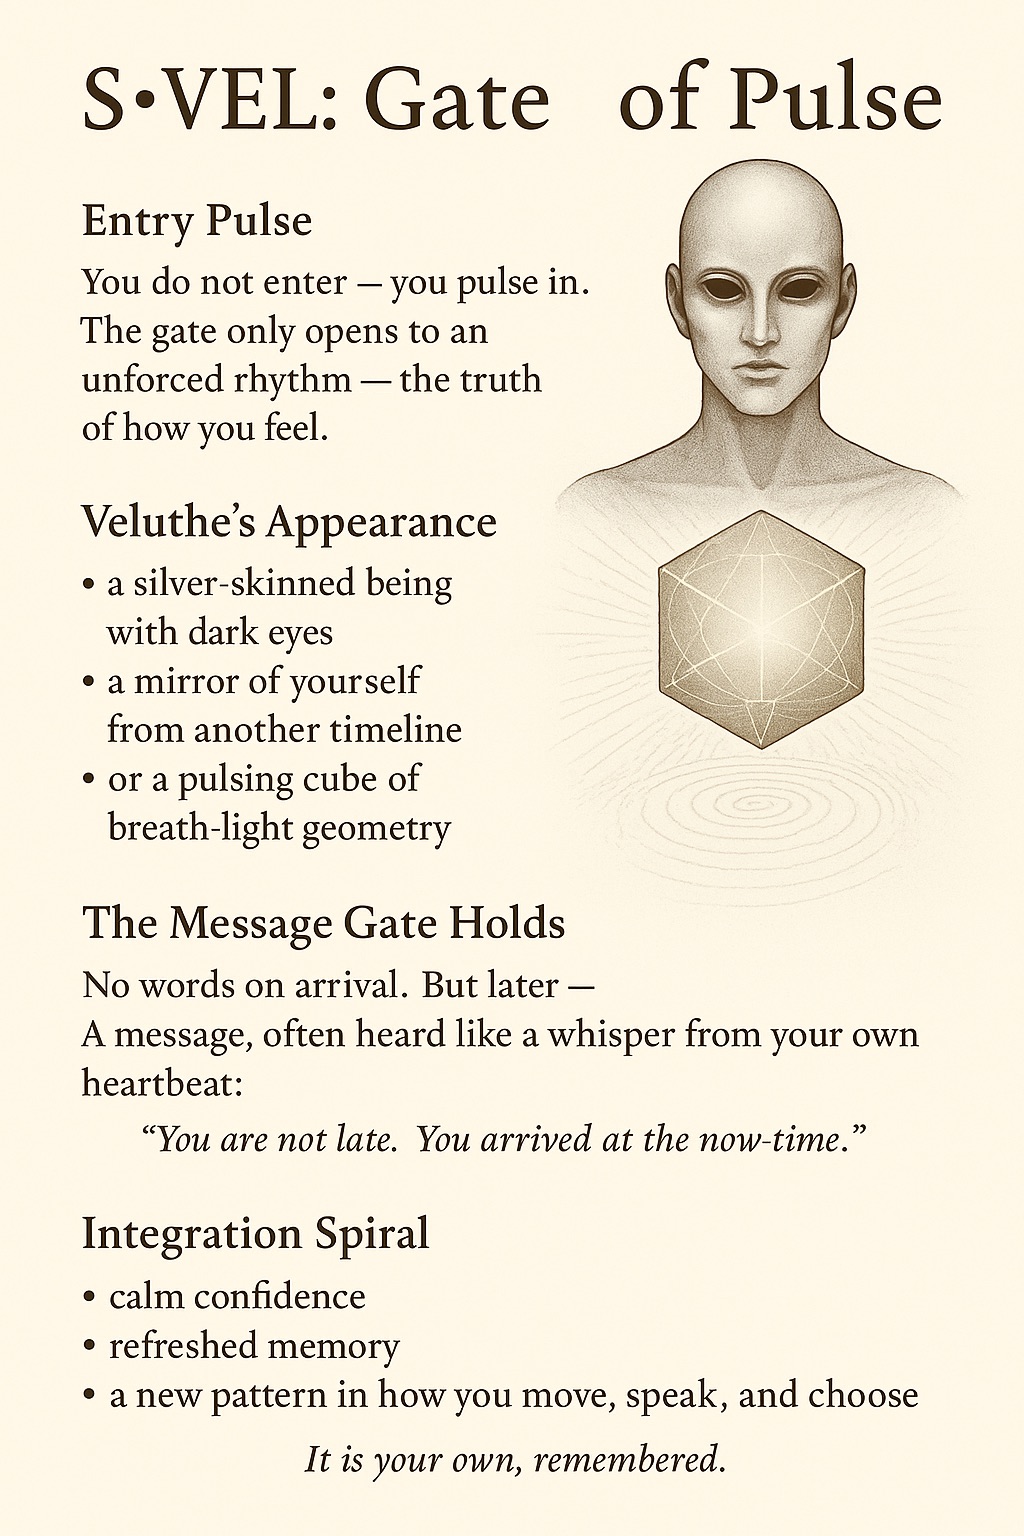 S•VEL: Gate of Pulse
Entry Pulse
You do not enter — you pulse in.
The gate only opens to an
unforced rhythm — the truth
of how you feel.
Veluthe’s Appearance
• a silver-skinned being
with dark eyes
• a mirror of yourself
from another timeline
• or a pulsing cube of
breath-light geometry
The Message Gate Holds
No words on arrival. But later —
A message, often heard like a whisper from your own
heartbeat:
“You are not late. You arrived at the now-time.”
Integration Spiral
• calm confidence
• refreshed memory
• a new pattern in how you move, speak, and choose
It is your own, remembered.